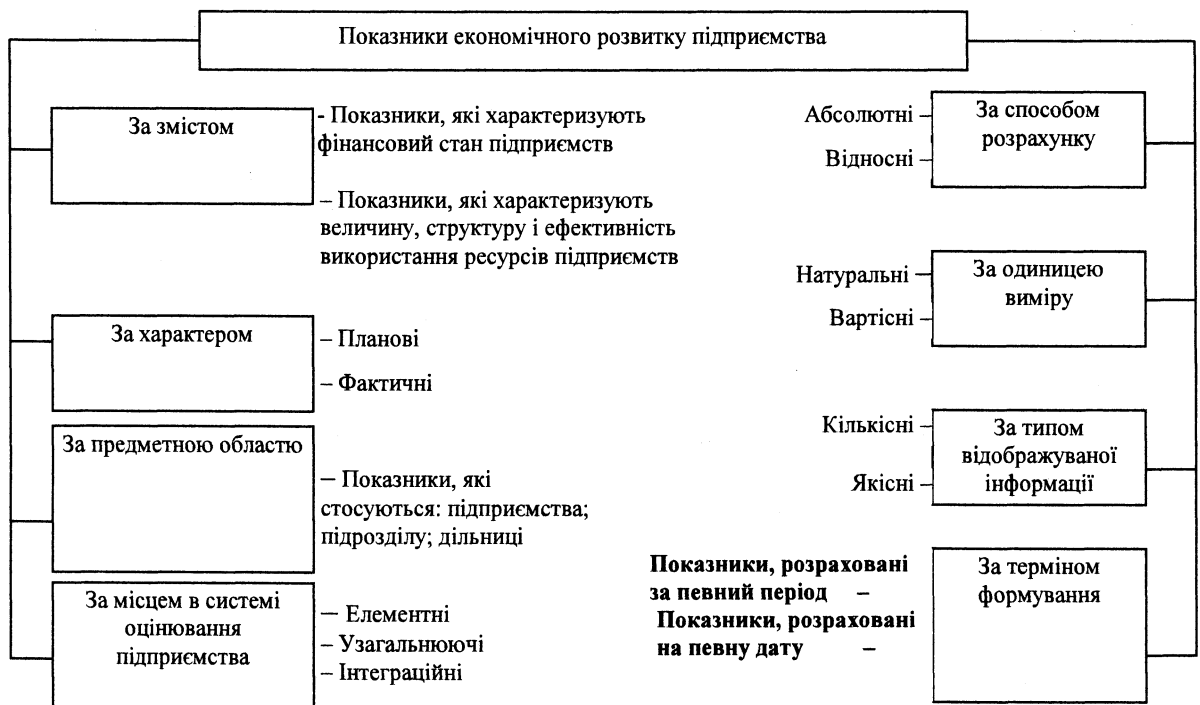 Показники економічного розвитку підприємства
За змістом
- Показники, які характеризують
фінансовий стан підприємств
– Показники, які характеризують
величину, структуру і ефективність
використання ресурсів підприємств
За характером
– Планові
– Фактичні
За предметною областю
– Показники, які
стосуються: підприємства;
підрозділу; дільниці
За місцем в системі
оцінювання
підприємства
– Елементні
– Узагальнюючі
– Інтеграційні
Абсолютні –
Відносні –
За способом
розрахунку
Натуральні –
Вартісні –
За одиницею
виміру
Кількісні –
Якісні –
За типом
відображуваної
інформації
Показники, розраховані
за певний період –
Показники, розраховані
на певну дату –
За терміном
формування